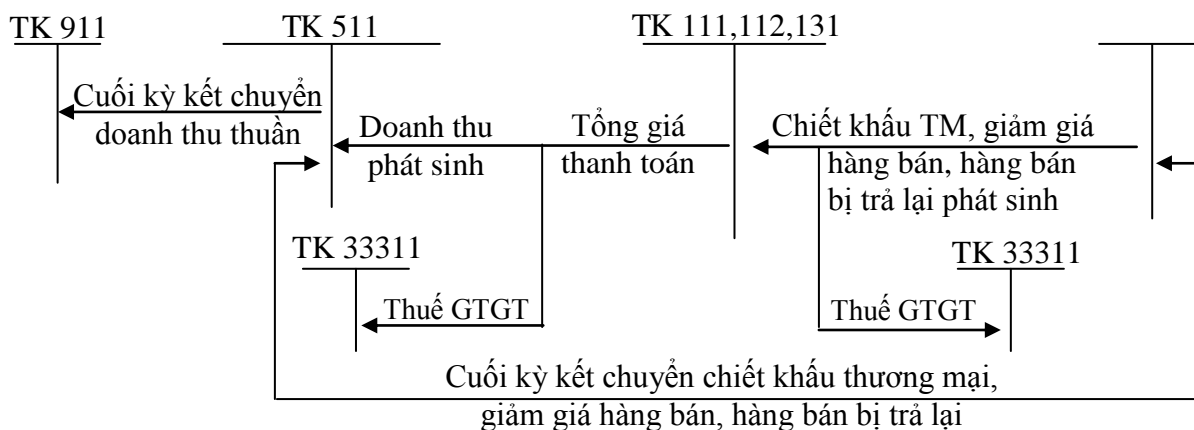 TK 911
TK 511
TK 111,112,131
Cuối kỳ kết chuyển
doanh thu thuần
Doanh thu
phát sinh
Tổng giá
thanh toán
Chiết khấu TM, giảm giá
hàng bán, hàng bán
bị trả lại phát sinh
TK 33311
TK 33311
Thuế GTGT
Thuế GTGT
Cuối kỳ kết chuyển chiết khấu thương mại,
giảm giá hàng bán, hàng bán bị trả lại